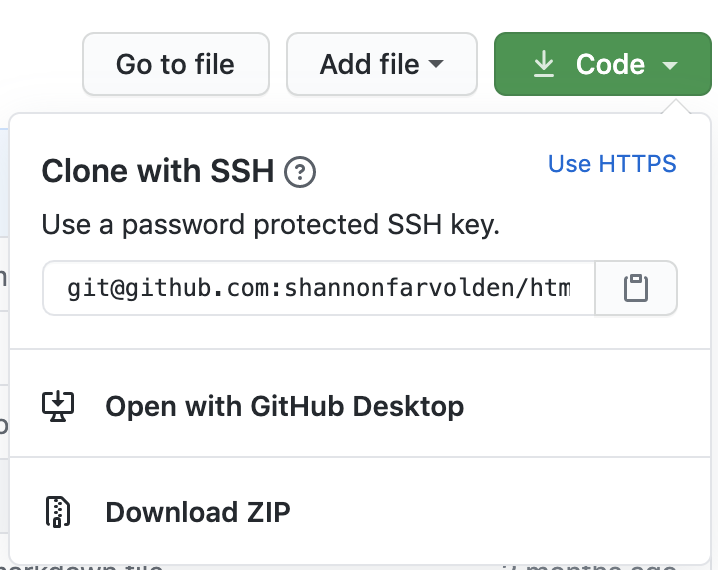 Go to file
Add file
Code
Clone with SSH ?
Use HTTPS
Use a password protected SSH key.
git@github.com:shannonfarvolden/htm
Open with GitHub Desktop
Download ZIP